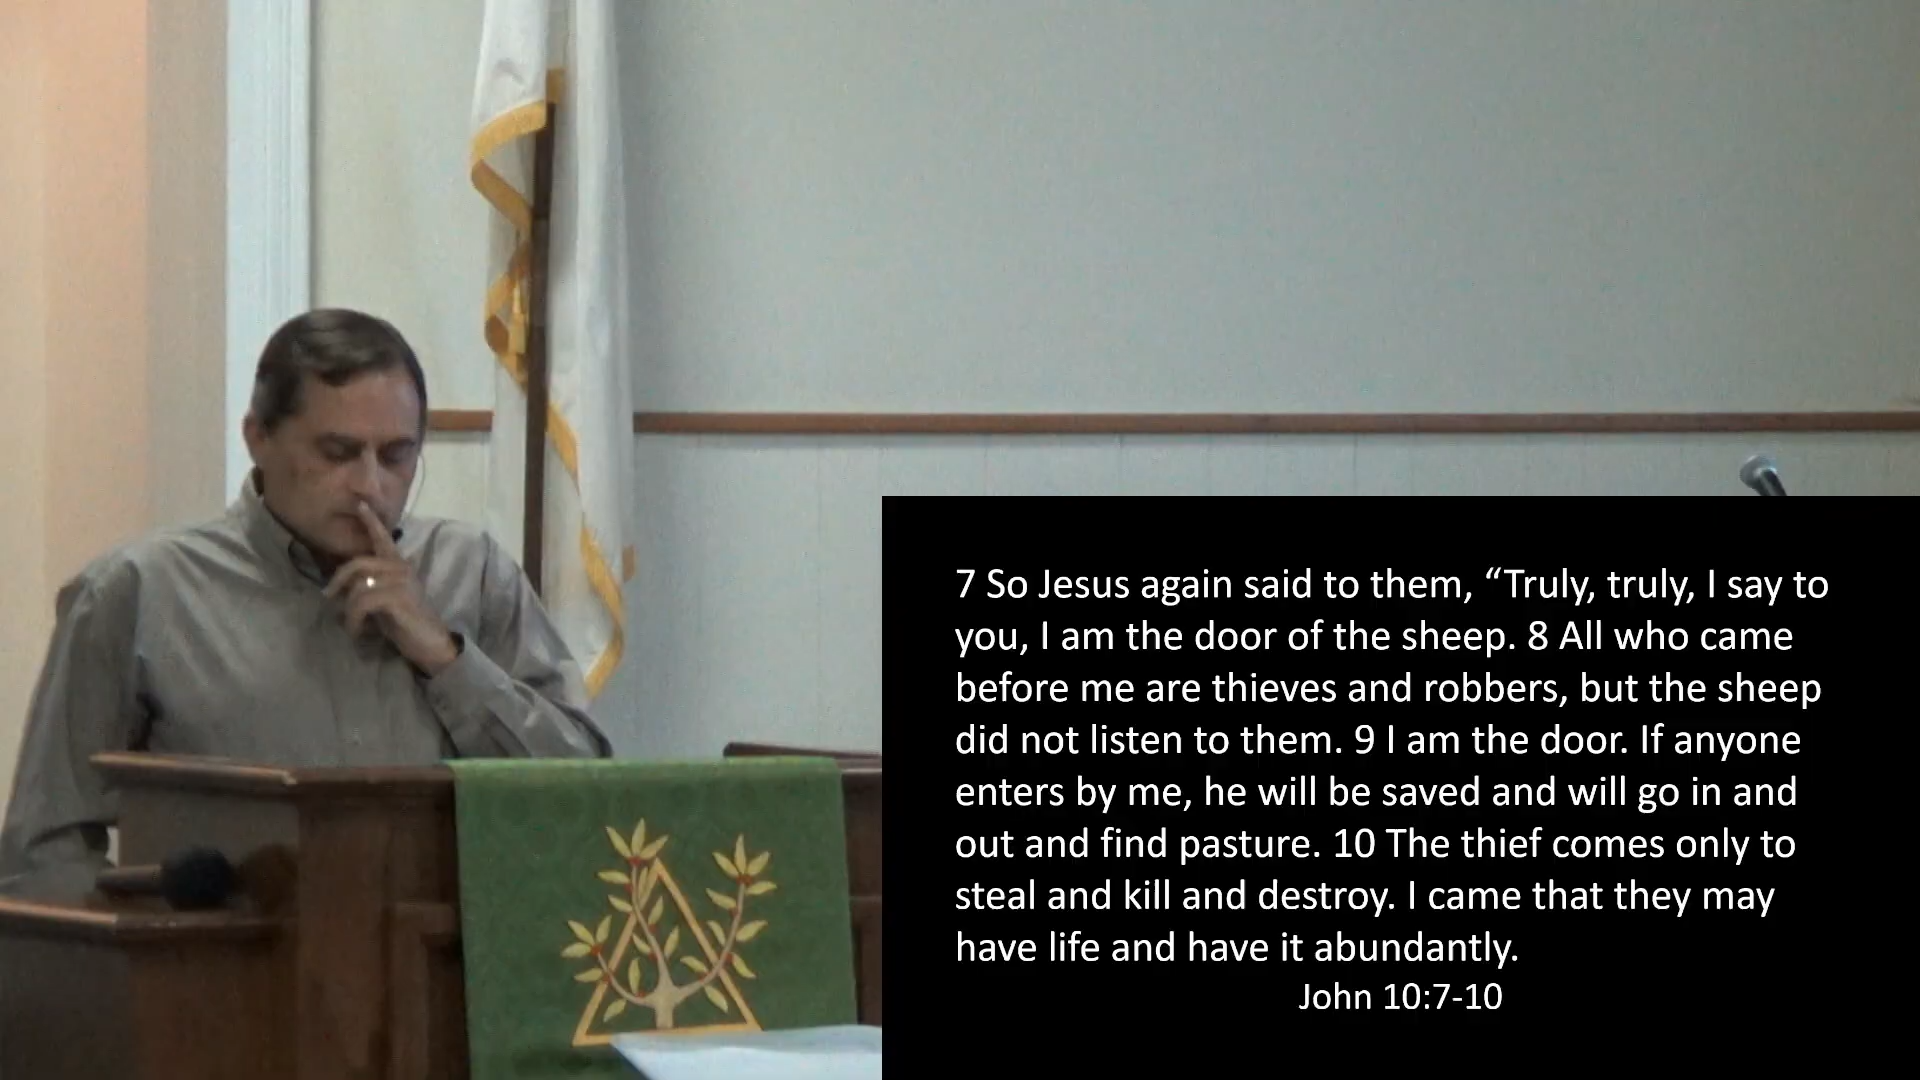 7 So Jesus again said to them, “Truly, truly, I say to
you, I am the door of the sheep. 8 All who came
before me are thieves and robbers, but the sheep
did not listen to them. 9 I am the door. If anyone
enters by me, he will be saved and will go in and
out and find pasture. 10 The thief comes only to
steal and kill and destroy. I came that they may
have life and have it abundantly.
John 10:7-10